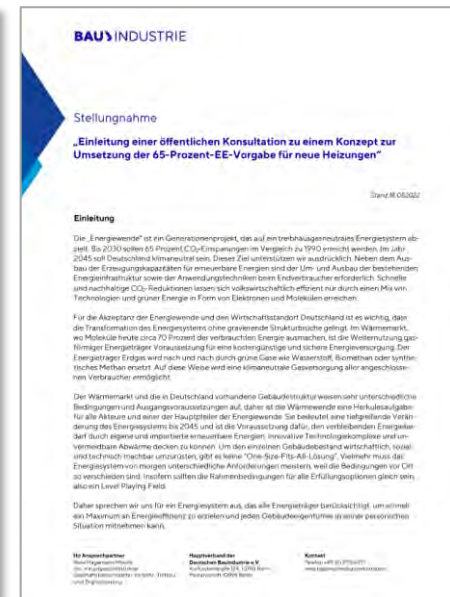 BAUINDUSTRIE
Stellungnahme
„Einleitung einer öffentlichen Konsultation zu einem Konzept zur
Umsetzung der 65-Prozent-EE-Vorgabe für neue Heizungen“
Stand 18.08.2022
Einleitung
Die „Energiewende“ ist ein Generationenprojekt, das auf ein treibhausgasneutrales Energiesystem ab-
zielt. Bis 2030 sollen 65 Prozent CO₂-Einsparungen im Vergleich zu 1990 erreicht werden. Im Jahr
2045 soll Deutschland klimaneutral sein. Dieses Ziel unterstützen wir ausdrücklich. Neben dem Aus-
bau der Erzeugungskapazitäten für erneuerbare Energien sind der Um- und Ausbau der bestehenden
Energieinfrastruktur sowie der Anwendungstechniken beim Endverbraucher erforderlich. Schnelle
und nachhaltige CO₂-Reduktionen lassen sich volkswirtschaftlich effizient nur durch einen Mix von
Technologien und grüner Energie in Form von Elektronen und Molekülen erreichen.
Für die Akzeptanz der Energiewende und den Wirtschaftsstandort Deutschland ist es wichtig, dass
die Transformation des Energiesystems ohne gravierende Strukturbrüche gelingt. Im Wärmemarkt,
wo Moleküle heute circa 70 Prozent der verbrauchten Energie ausmachen, ist die Weiternutzung gas-
förmiger Energieträger Voraussetzung für eine kostengünstige und sichere Energieversorgung. Der
Energieträger Erdgas wird nach und nach durch grüne Gase wie Wasserstoff, Biomethan oder synthe-
tisches Methan ersetzt. Auf diese Weise wird eine klimaneutrale Gasversorgung aller angeschlosse-
nen Verbraucher ermöglicht.
Der Wärmemarkt und die in Deutschland vorhandene Gebäudestruktur weisen sehr unterschiedliche
Bedingungen und Ausgangsvoraussetzungen auf, daher ist die Wärmewende eine Herkulesaufgabe
für alle Akteure und einer der Hauptpfeiler der Energiewende. Sie bedeutet eine tiefgreifende Verän-
derung des Energiesystems bis 2045 und ist die Voraussetzung dafür, den verbleibenden Energiebe-
darf durch eigene und importierte erneuerbare Energien, innovative Technologiekomplexe und un-
vermeidbare Abwärme decken zu können. Um den einzelnen Gebäudebestand wirtschaftlich, sozial
und technisch machbar umzurüsten, gibt es keine "One-Size-Fits-All-Lösung". Vielmehr muss das
Energiesystem von morgen unterschiedliche Anforderungen meistern, weil die Bedingungen vor Ort
so verschieden sind. Insofern sollten die Rahmenbedingungen für alle Erfüllungsoptionen gleich sein,
also ein Level Playing Field.
Daher sprechen wir uns für ein Energiesystem aus, das alle Energieträger berücksichtigt, um schnell
ein Maximum an Energieeffizienz zu erzielen und jeden Gebäudeeigentümer in seiner persönlichen
Situation mitnehmen kann.
Ihr Ansprechpartner
Hauptverband der
Deutschen Bauindustrie e.V.
Kontakt